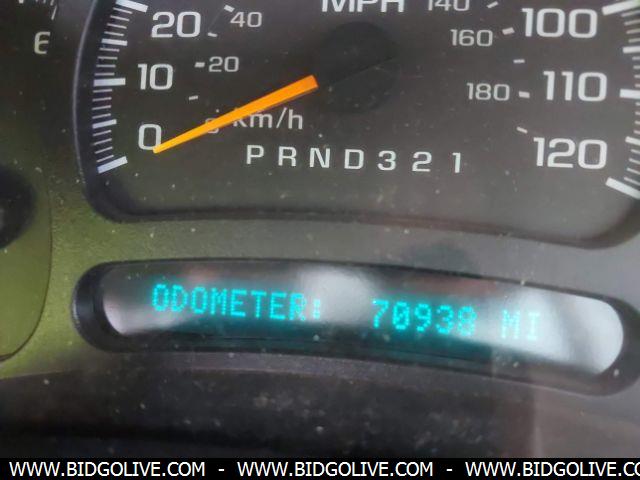 MPH
20 40 140 100
E 160
10 20 180 110
0 km/h 120
PRND321
ODOMETER: 70938 MI
WWW.BIDGOLIVE.COM - WWW.BIDGOLIVE.COM - WWW.BIDGOLIVE.COM